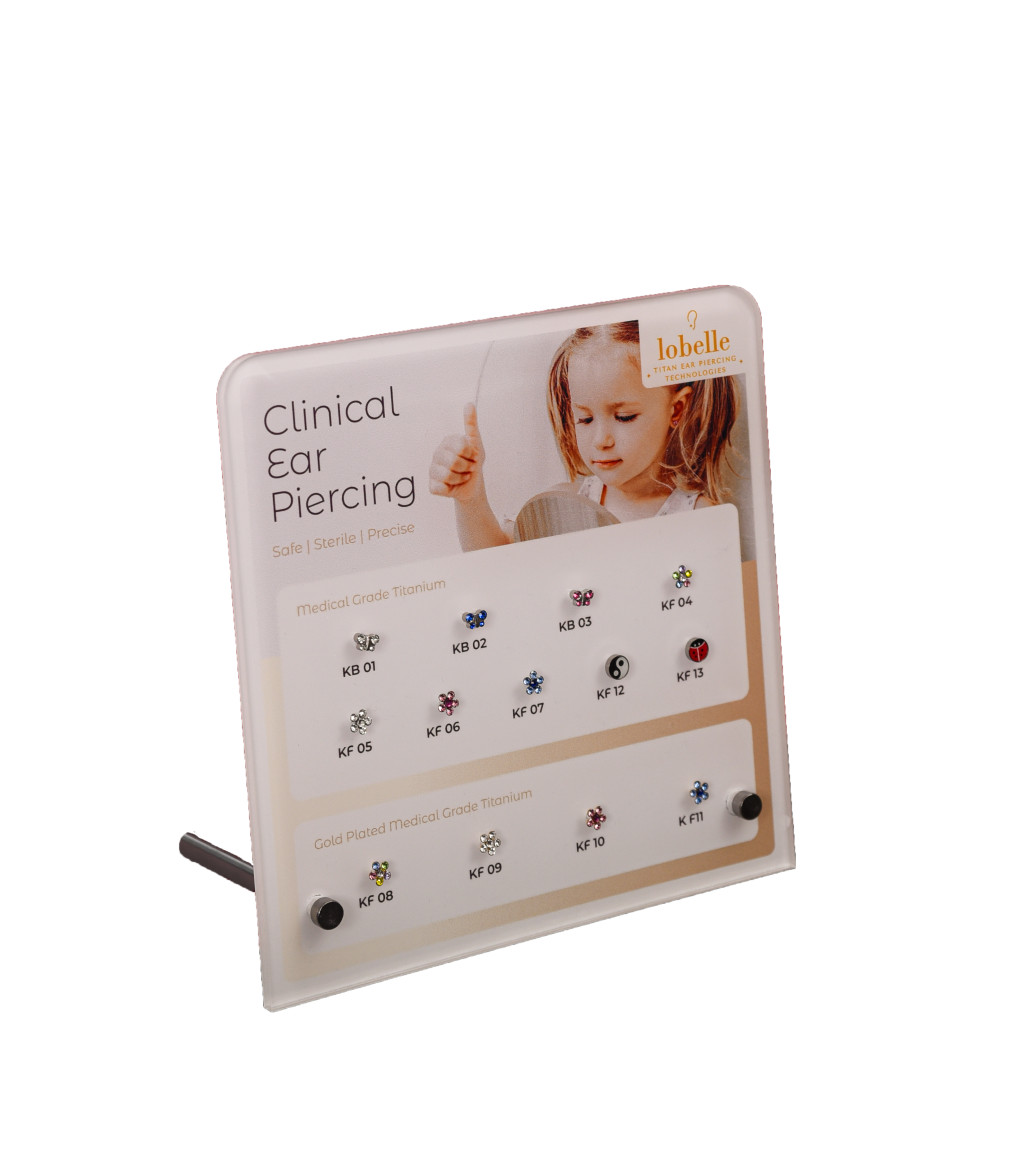 lobelle
TITAN EAR PIERCING
TECHNOLOGIES
Clinical
Ear
Piercing
Safe | Sterile | Precise
Medical Grade Titanium
KB 01
KB 02
KB 03
KF 04
KF 05
KF 06
KF 07
KF 12
KF 13
Gold Plated Medical Grade Titanium
KF 08
KF 09
KF 10
K F11